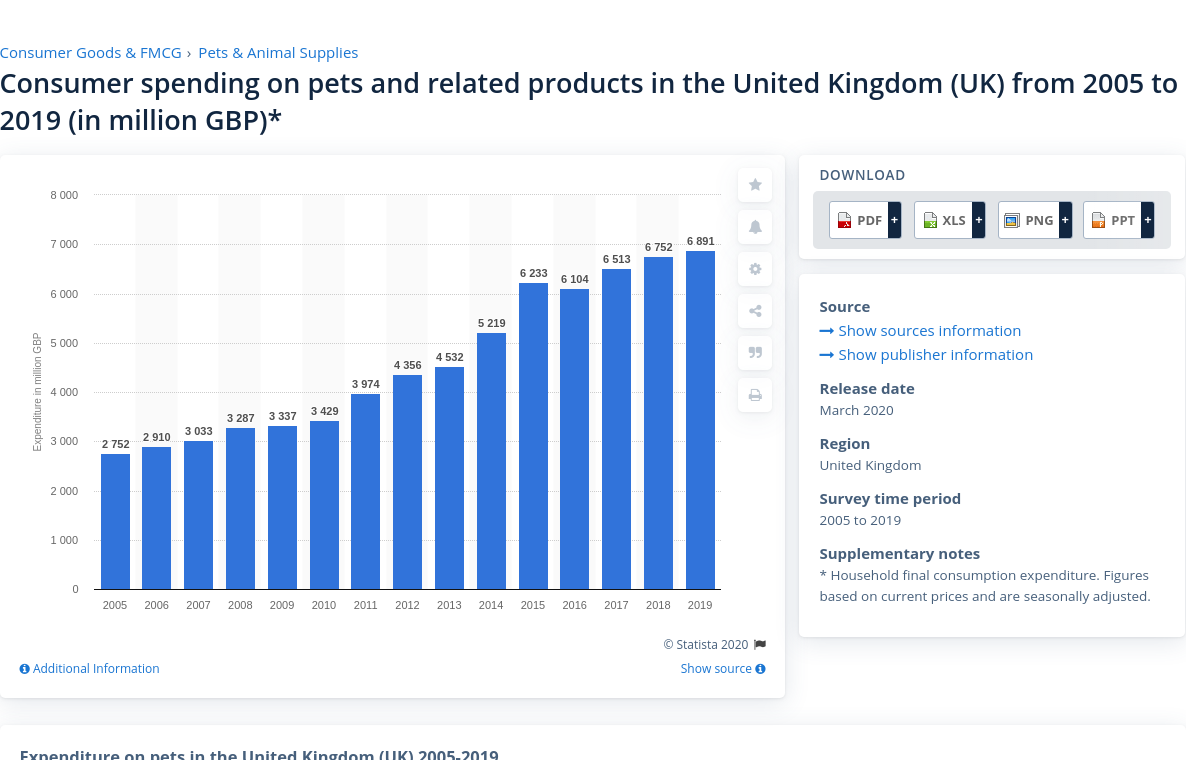 Consumer Goods & FMCG › Pets & Animal Supplies
Consumer spending on pets and related products in the United Kingdom (UK) from 2005 to
2019 (in million GBP)*
Expenditure in million GBP
8 000
7 000
6 000
5 000
4 000
3 000
2 000
1 000
0
2 752
2 910
3 033
3 287
3 337
3 429
3 974
4 356
4 532
5 219
6 233
6 104
6 513
6 752
6 891
2005 2006 2007 2008 2009 2010 2011 2012 2013 2014 2015 2016 2017 2018 2019
© Statista 2020
Additional Information
Show source
DOWNLOAD
PDF + XLS + PNG + PPT +
Source
Show sources information
Show publisher information
Release date
March 2020
Region
United Kingdom
Survey time period
2005 to 2019
Supplementary notes
* Household final consumption expenditure. Figures
based on current prices and are seasonally adjusted.
Expenditure on pets in the United Kingdom (UK) 2005-2019